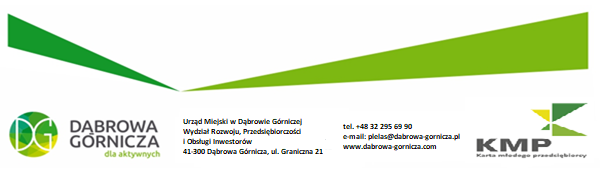 DG
DĄBROWA
GÓRNICZA
dla aktywnych
Urząd Miejski w Dąbrowie Górniczej
Wydział Rozwoju, Przedsiębiorczości
i Obsługi Inwestorów
41-300 Dąbrowa Górnicza, ul. Graniczna 21
tel. +48 32 295 69 90
e-mail: pielas@dabrowa-gornicza.pl
www.dabrowa-gornicza.com
KMP
Karta młodego przedsiębiorcy